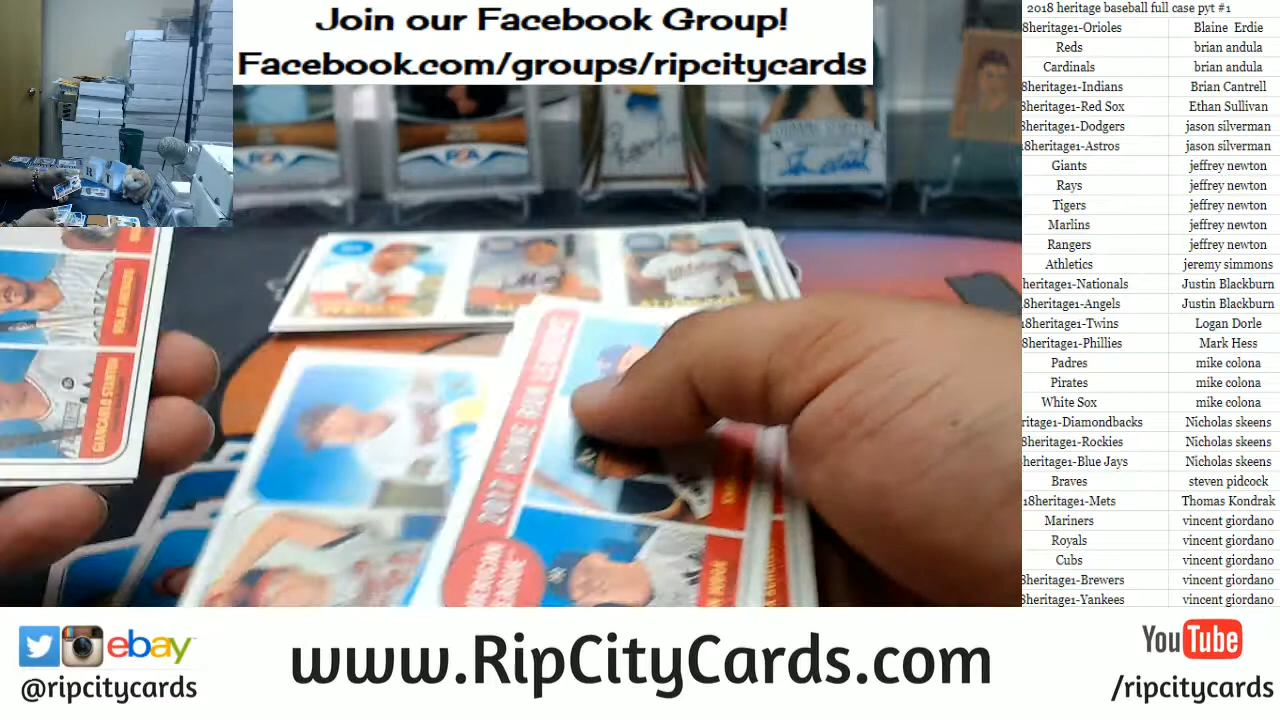 Join our Facebook Group!
Facebook.com/groups/ripcitycards
2018 heritage baseball full case pyt #1
8heritage1-Orioles Blaine Erdie
Reds brian andula
Cardinals brian andula
8heritage1-Indians Brian Cantrell
8heritage1-Red Sox Ethan Sullivan
8heritage1-Dodgers jason silverman
18heritage1-Astros jason silverman
Giants jeffrey newton
Rays jeffrey newton
Tigers jeffrey newton
Marlins jeffrey newton
Rangers jeffrey newton
Athletics jeremy simmons
heritage1-Nationals Justin Blackburn
8heritage1-Angels Justin Blackburn
18heritage1-Twins Logan Dorle
8heritage1-Phillies Mark Hess
Padres mike colona
Pirates mike colona
White Sox mike colona
ritage1-Diamondbacks Nicholas skeens
8heritage1-Rockies Nicholas skeens
heritage1-Blue Jays Nicholas skeens
Braves steven pidcock
18heritage1-Mets Thomas Kondrak
Mariners vincent giordano
Royals vincent giordano
Cubs vincent giordano
8heritage1-Brewers vincent giordano
8heritage1-Yankees vincent giordano
GIANCARLO STANTON
2017 HOME RUN LEADERS
AMERICAN LEAGUE
ebay
@ripcitycards
www.RipCityCards.com
YouTube
/ripcitycards